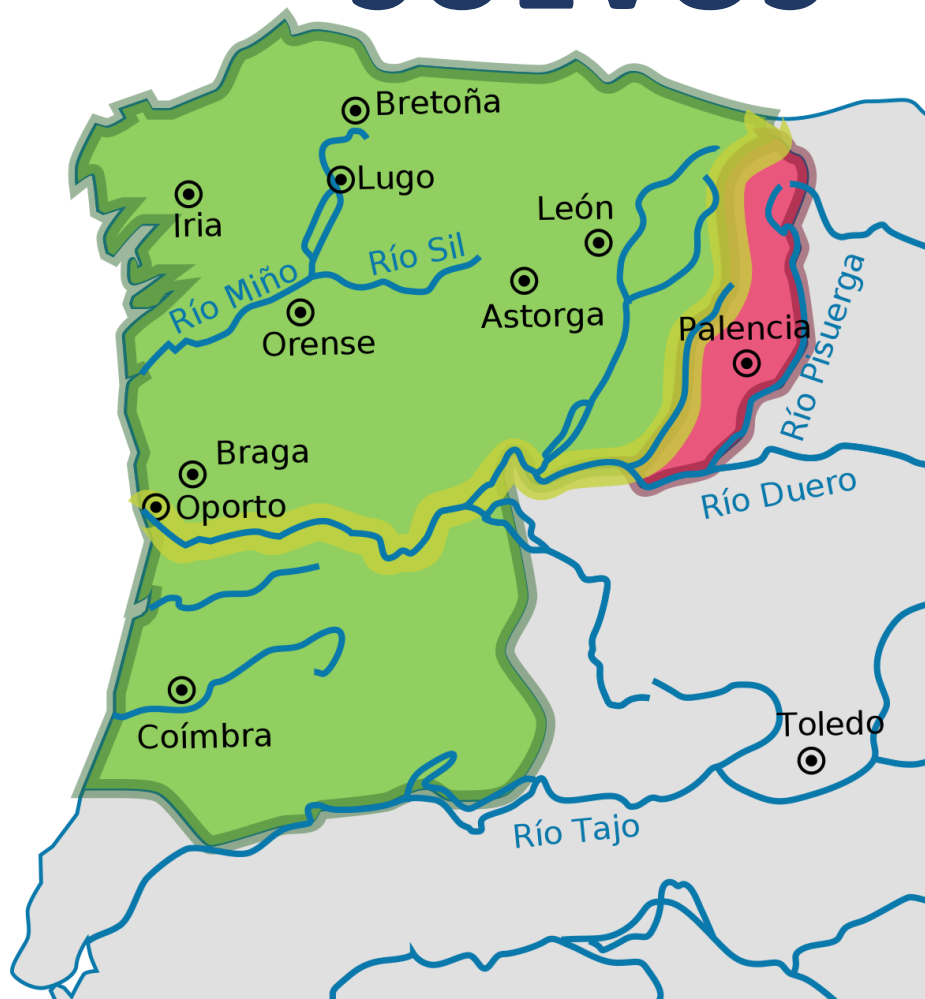 Bretoña
Lugo
Iria
León
Río Sil
Río Miño
Astorga
Orense
Palencia
Río Pisuerga
Braga
Oporto
Río Duero
Coímbra
Toledo
Río Tajo